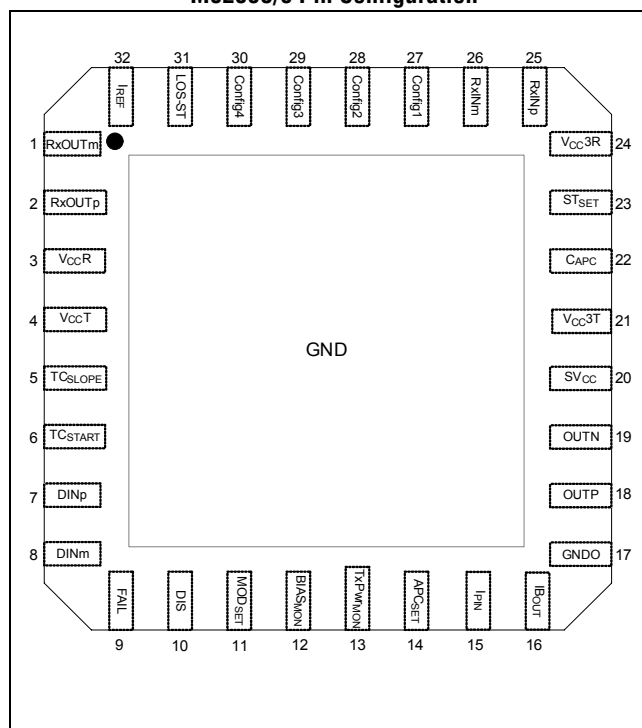 32 31 30 29 28 27 26 25
IREF LOS-ST Config4 Config3 Config2 Config1 RxINm RxINp
1 RxOUTm VCC3R 24
2 RxOUTp STSET 23
3 VCCR CAPC 22
4 VCCT VCC3T 21
GND
5 TCSLOPE SVCC 20
6 TCSTART OUTN 19
7 DINp OUTP 18
8 DINm GNDO 17
FAIL DIS MODSET BIASMON TxPwrMON APCSET IPIN IBOUT
9 10 11 12 13 14 15 16